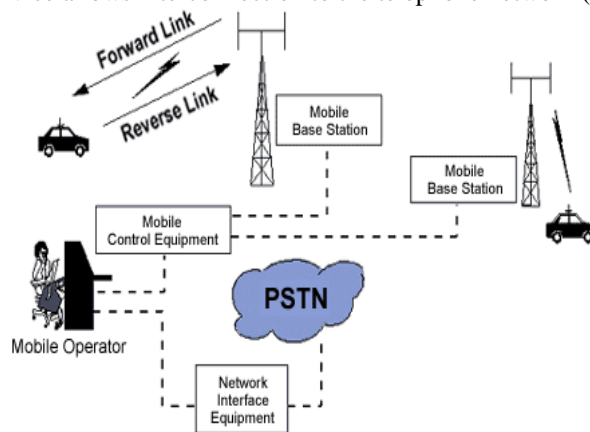 Forward Link
Reverse Link
Mobile
Base Station
Mobile
Base Station
Mobile
Control Equipment
PSTN
Mobile Operator
Network
Interface
Equipment